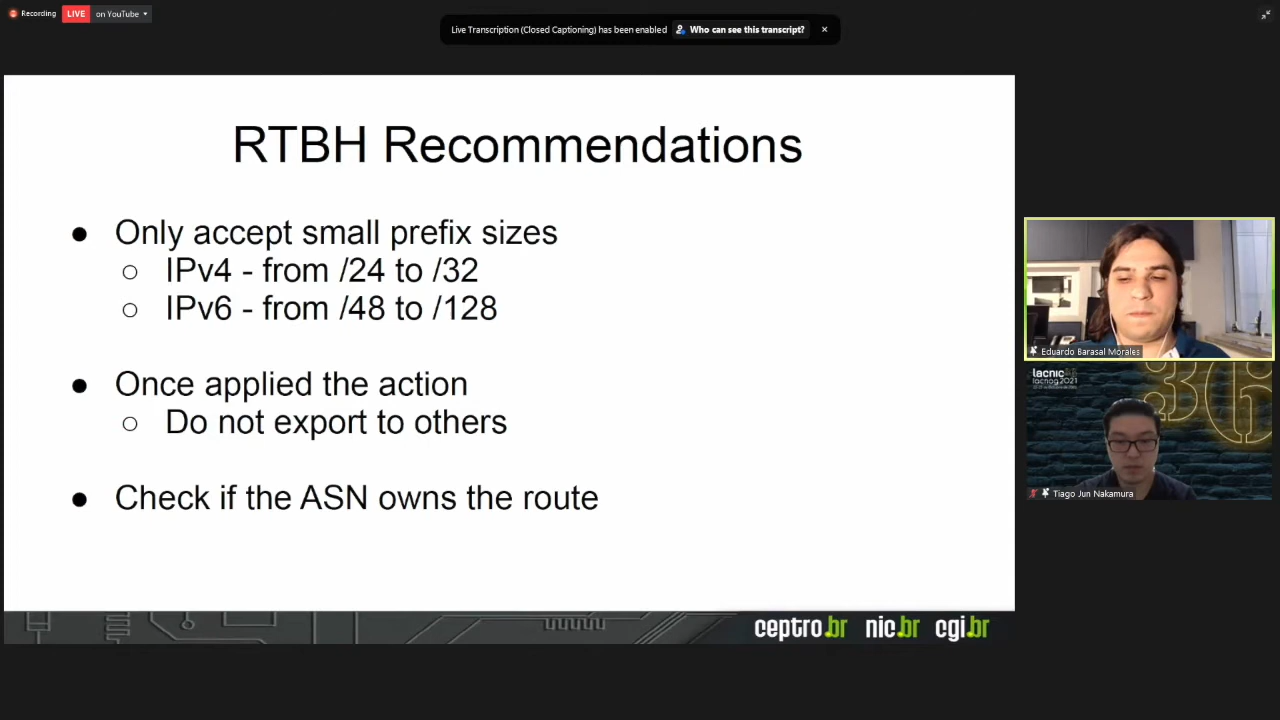 Recording LIVE on YouTube
Live Transcription (Closed Captioning) has been enabled Who can see this transcript?
RTBH Recommendations
● Only accept small prefix sizes
○ IPv4 - from /24 to /32
○ IPv6 - from /48 to /128
● Once applied the action
○ Do not export to others
● Check if the ASN owns the route
ceptro.br nic.br cgi.br
Eduardo Barasal Morales
lacnic36
lacnog2021
36
Tiago Jun Nakamura